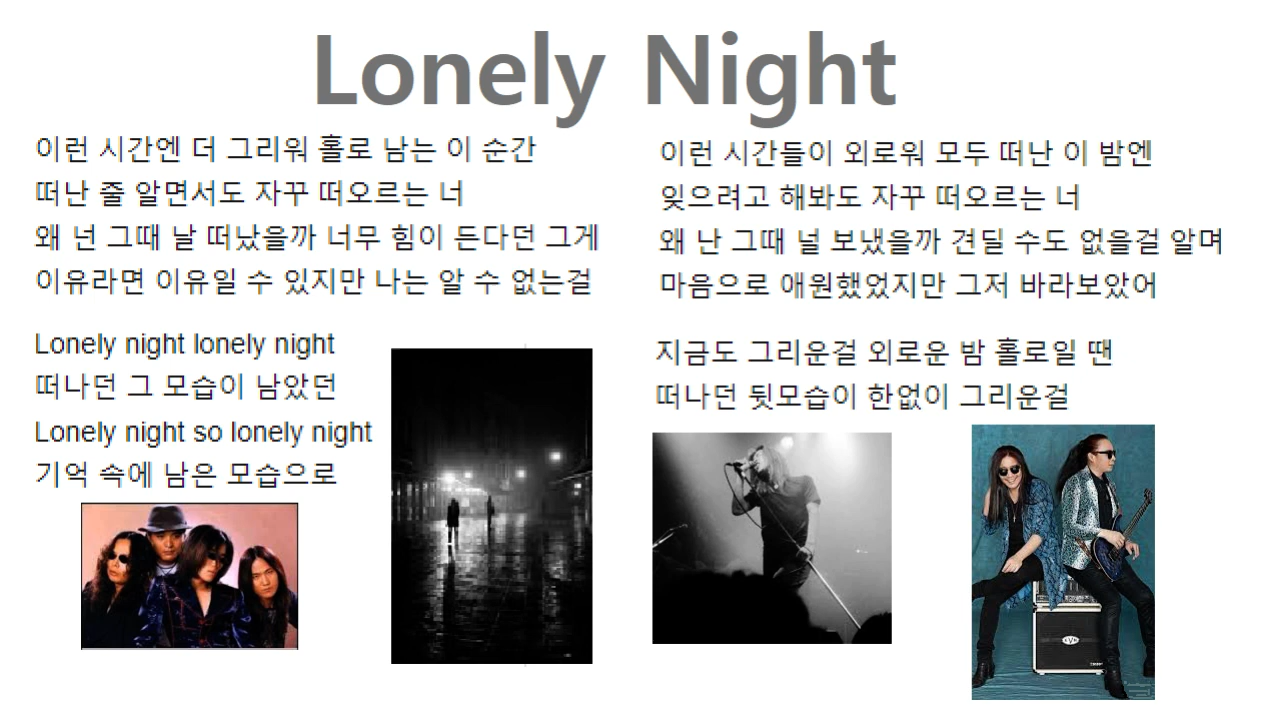 Lonely Night
이런 시간엔 더 그리워 홀로 남는 이 순간
떠난 줄 알면서도 자꾸 떠오르는 너
왜 넌 그때 날 떠났을까 너무 힘이 든다던 그게
이유라면 이유일 수 있지만 나는 알 수 없는걸
Lonely night lonely night
떠나던 그 모습이 남았던
Lonely night so lonely night
기억 속에 남은 모습으로
이런 시간들이 외로워 모두 떠난 이 밤엔
잊으려고 해봐도 자꾸 떠오르는 너
왜 난 그때 널 보냈을까 견딜 수도 없을걸 알며
마음으로 애원했었지만 그저 바라보았어
지금도 그리운걸 외로운 밤 홀로일 땐
떠나던 뒷모습이 한없이 그리운걸
EVH